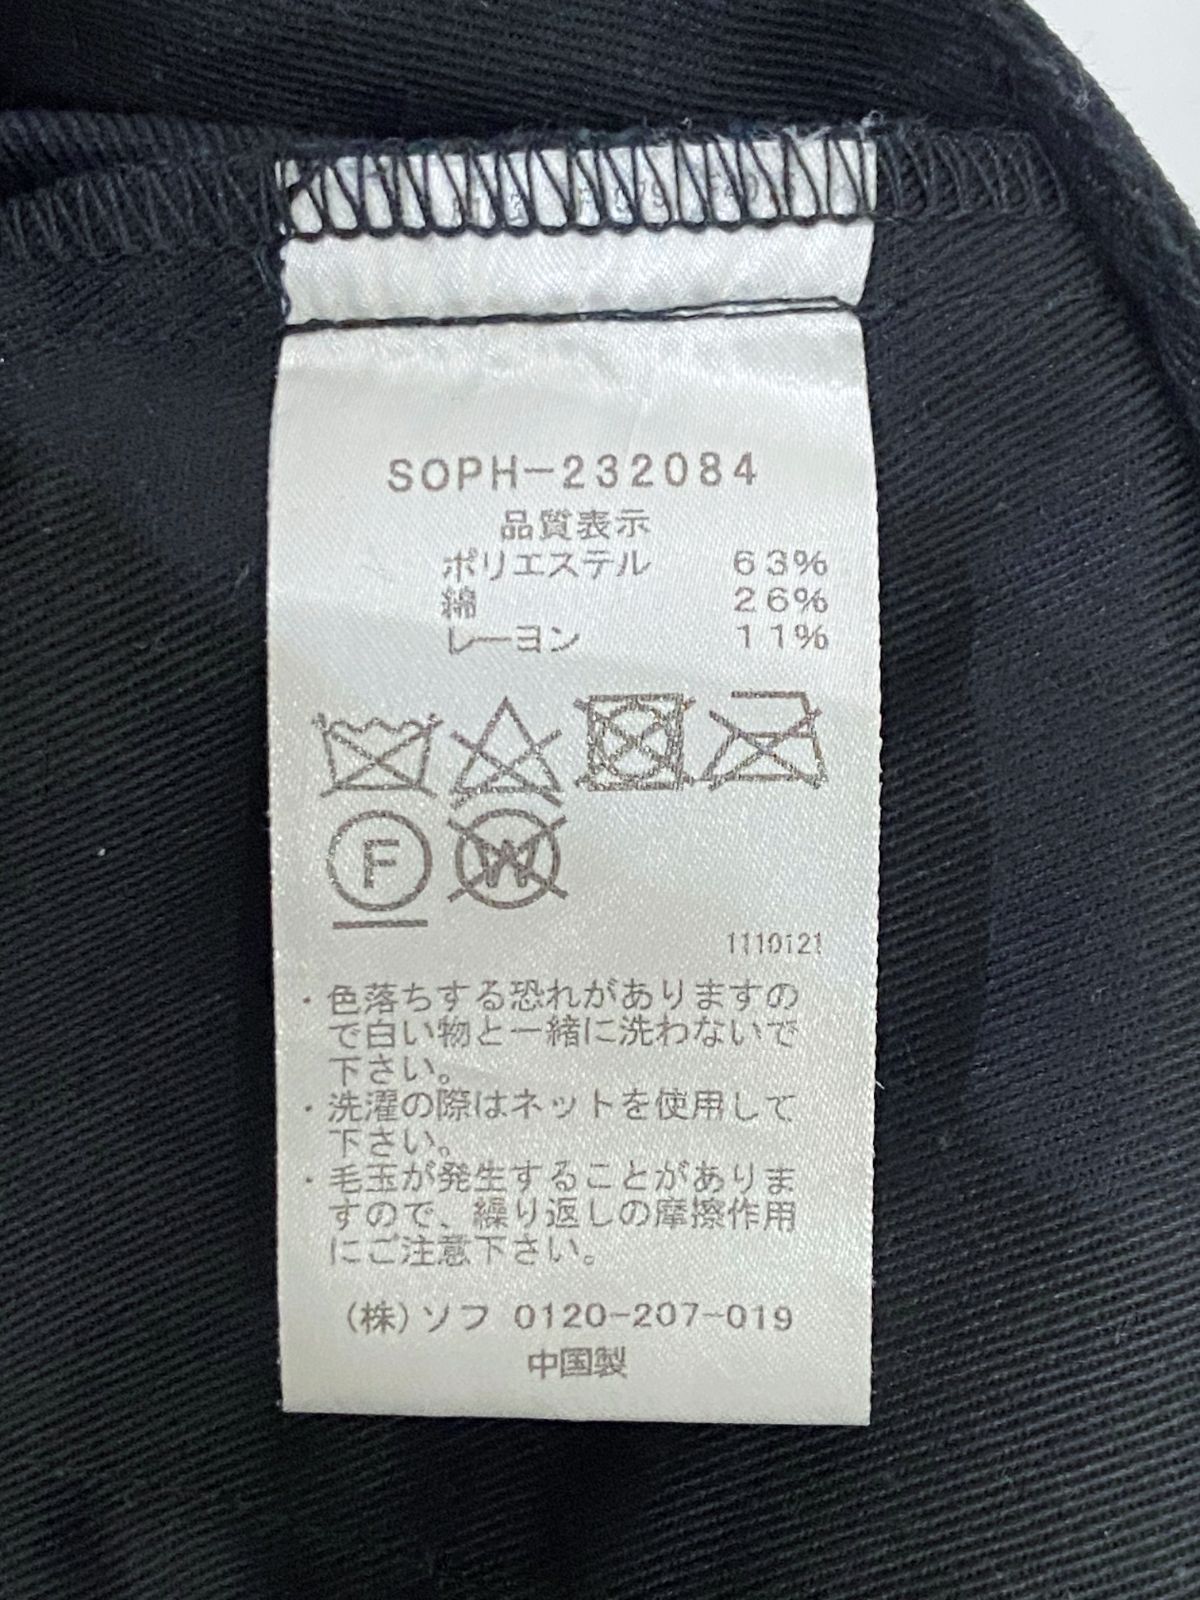 SOPH-232084
品質表示
ポリエステル 63%
綿 26%
レーヨン 11%
F
W
1110i21
・色落ちする恐れがありますの
で白い物と一緒に洗わないで
下さい。
・洗濯の際はネットを使用して
下さい。
・毛玉が発生することがありま
すので、繰り返しの摩擦作用
にご注意下さい。
(株)ソフ 0120-207-019
中国製